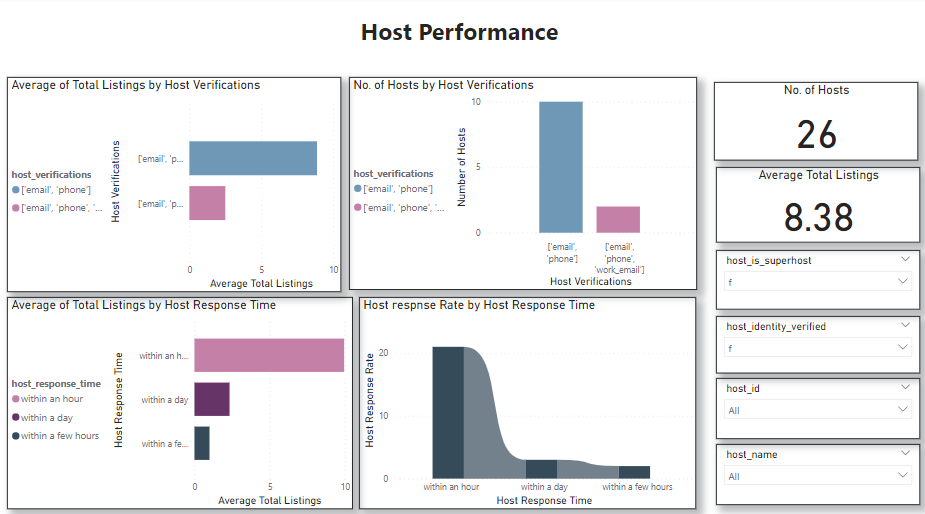 Host Performance
Average of Total Listings by Host Verifications
host_verifications
['email', 'phone']
['email', 'phone', '...
Host Verifications
['email', 'p...
['email', 'p...
0 5 10
Average Total Listings
No. of Hosts by Host Verifications
host_verifications
['email', 'phone']
['email', 'phone', '...
Number of Hosts
10
5
0
['email', 'phone']
['email', 'phone', 'work_email']
Host Verifications
No. of Hosts
26
Average Total Listings
8.38
host_is_superhost
f
host_identity_verified
f
host_id
All
host_name
All
Average of Total Listings by Host Response Time
host_response_time
within an hour
within a day
within a few hours
Host Response Time
within an h...
within a day
within a fe...
0 5 10
Average Total Listings
Host respnse Rate by Host Response Time
Host Response Rate
20
10
0
within an hour
within a day
within a few hours
Host Response Time